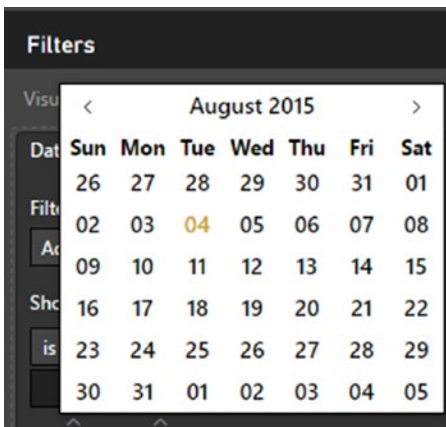 Filters
Visu
< August 2015 >
Dat Sun Mon Tue Wed Thu Fri Sat
26 27 28 29 30 31 01
Filte
02 03 04 05 06 07 08
Ad
09 10 11 12 13 14 15
Sho
16 17 18 19 20 21 22
is 23 24 25 26 27 28 29
30 31 01 02 03 04 05